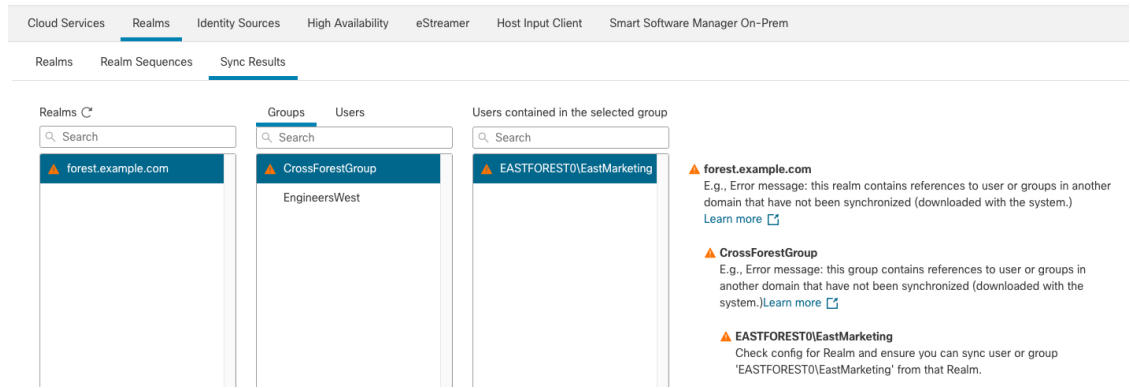 Cloud Services Realms Identity Sources High Availability eStreamer Host Input Client Smart Software Manager On-Prem
Realms Realm Sequences Sync Results
Realms Groups Users Users contained in the selected group
Search Search Search
forest.example.com CrossForestGroup EASTFOREST0\EastMarketing
EngineersWest
forest.example.com
E.g., Error message: this realm contains references to user or groups in another
domain that have not been synchronized (downloaded with the system.)
Learn more
CrossForestGroup
E.g., Error message: this group contains references to user or groups in
another domain that have not been synchronized (downloaded with the
system.)Learn more
EASTFOREST0\EastMarketing
Check config for Realm and ensure you can sync user or group
'EASTFOREST0\EastMarketing' from that Realm.